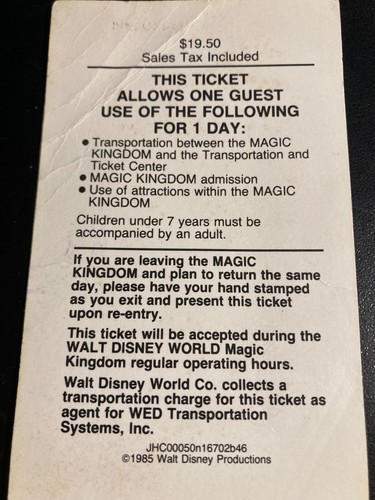 $19.50
Sales Tax Included
THIS TICKET
ALLOWS ONE GUEST
USE OF THE FOLLOWING
FOR 1 DAY:
● Transportation between the MAGIC
KINGDOM and the Transportation and
Ticket Center
● MAGIC KINGDOM admission
● Use of attractions within the MAGIC
KINGDOM
Children under 7 years must be
accompanied by an adult.
If you are leaving the MAGIC
KINGDOM and plan to return the same
day, please have your hand stamped
as you exit and present this ticket
upon re-entry.
This ticket will be accepted during the
WALT DISNEY WORLD Magic
Kingdom regular operating hours.
Walt Disney World Co. collects a
transportation charge for this ticket as
agent for WED Transportation
Systems, Inc.
JHC00050n16702b46
©1985 Walt Disney Productions